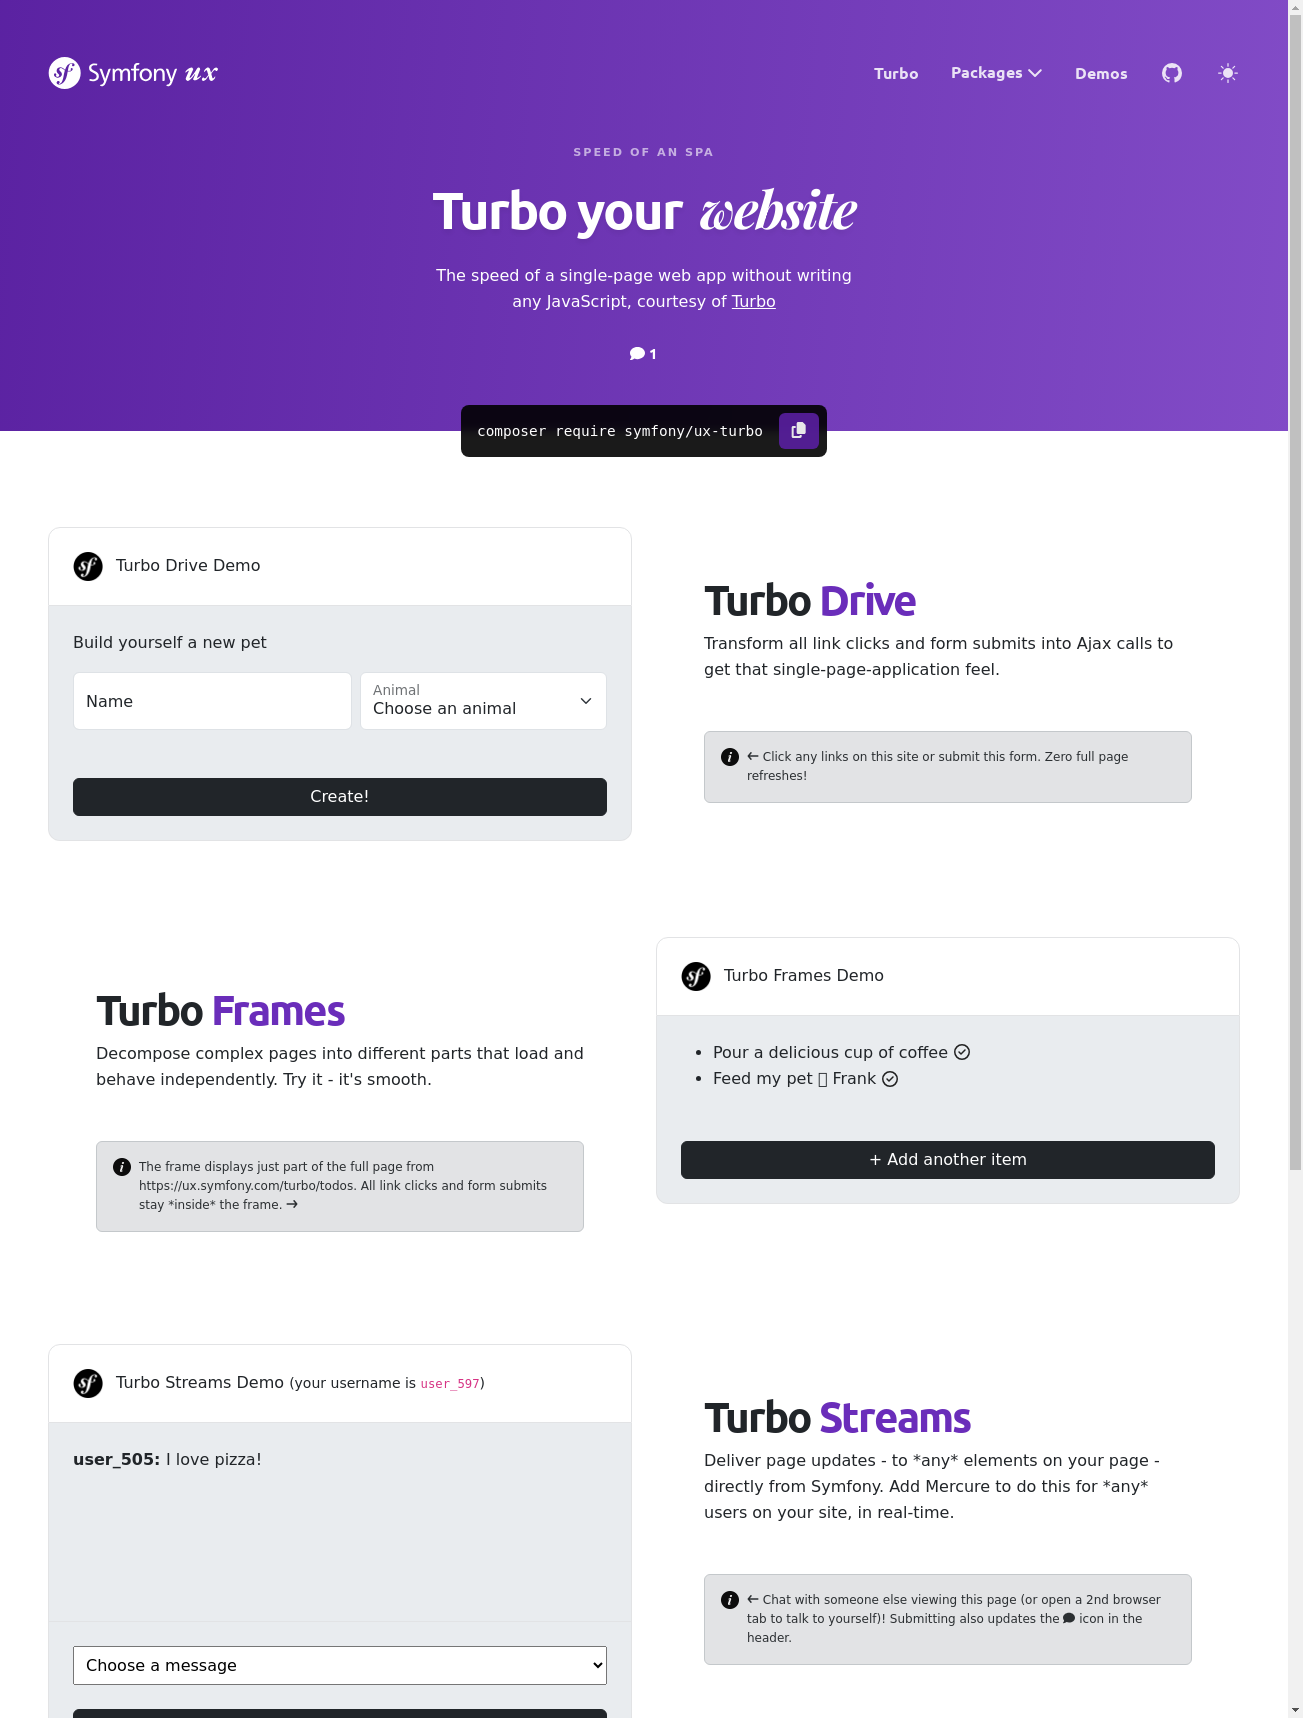 Symfony ux
Turbo
Packages
Demos
SPEED OF AN SPA
Turbo your website
The speed of a single-page web app without writing
any JavaScript, courtesy of Turbo
1
composer require symfony/ux-turbo
Turbo Drive Demo
Build yourself a new pet
Name
Animal
Choose an animal
Create!
Turbo Drive
Transform all link clicks and form submits into Ajax calls to
get that single-page-application feel.
← Click any links on this site or submit this form. Zero full page
refreshes!
Turbo Frames
Decompose complex pages into different parts that load and
behave independently. Try it - it's smooth.
The frame displays just part of the full page from
https://ux.symfony.com/turbo/todos. All link clicks and form submits
stay *inside* the frame. →
Turbo Frames Demo
• Pour a delicious cup of coffee
• Feed my pet Frank
+ Add another item
Turbo Streams Demo (your username is user_597)
user_505: I love pizza!
Choose a message
Turbo Streams
Deliver page updates - to *any* elements on your page -
directly from Symfony. Add Mercure to do this for *any*
users on your site, in real-time.
← Chat with someone else viewing this page (or open a 2nd browser
tab to talk to yourself)! Submitting also updates the icon in the
header.